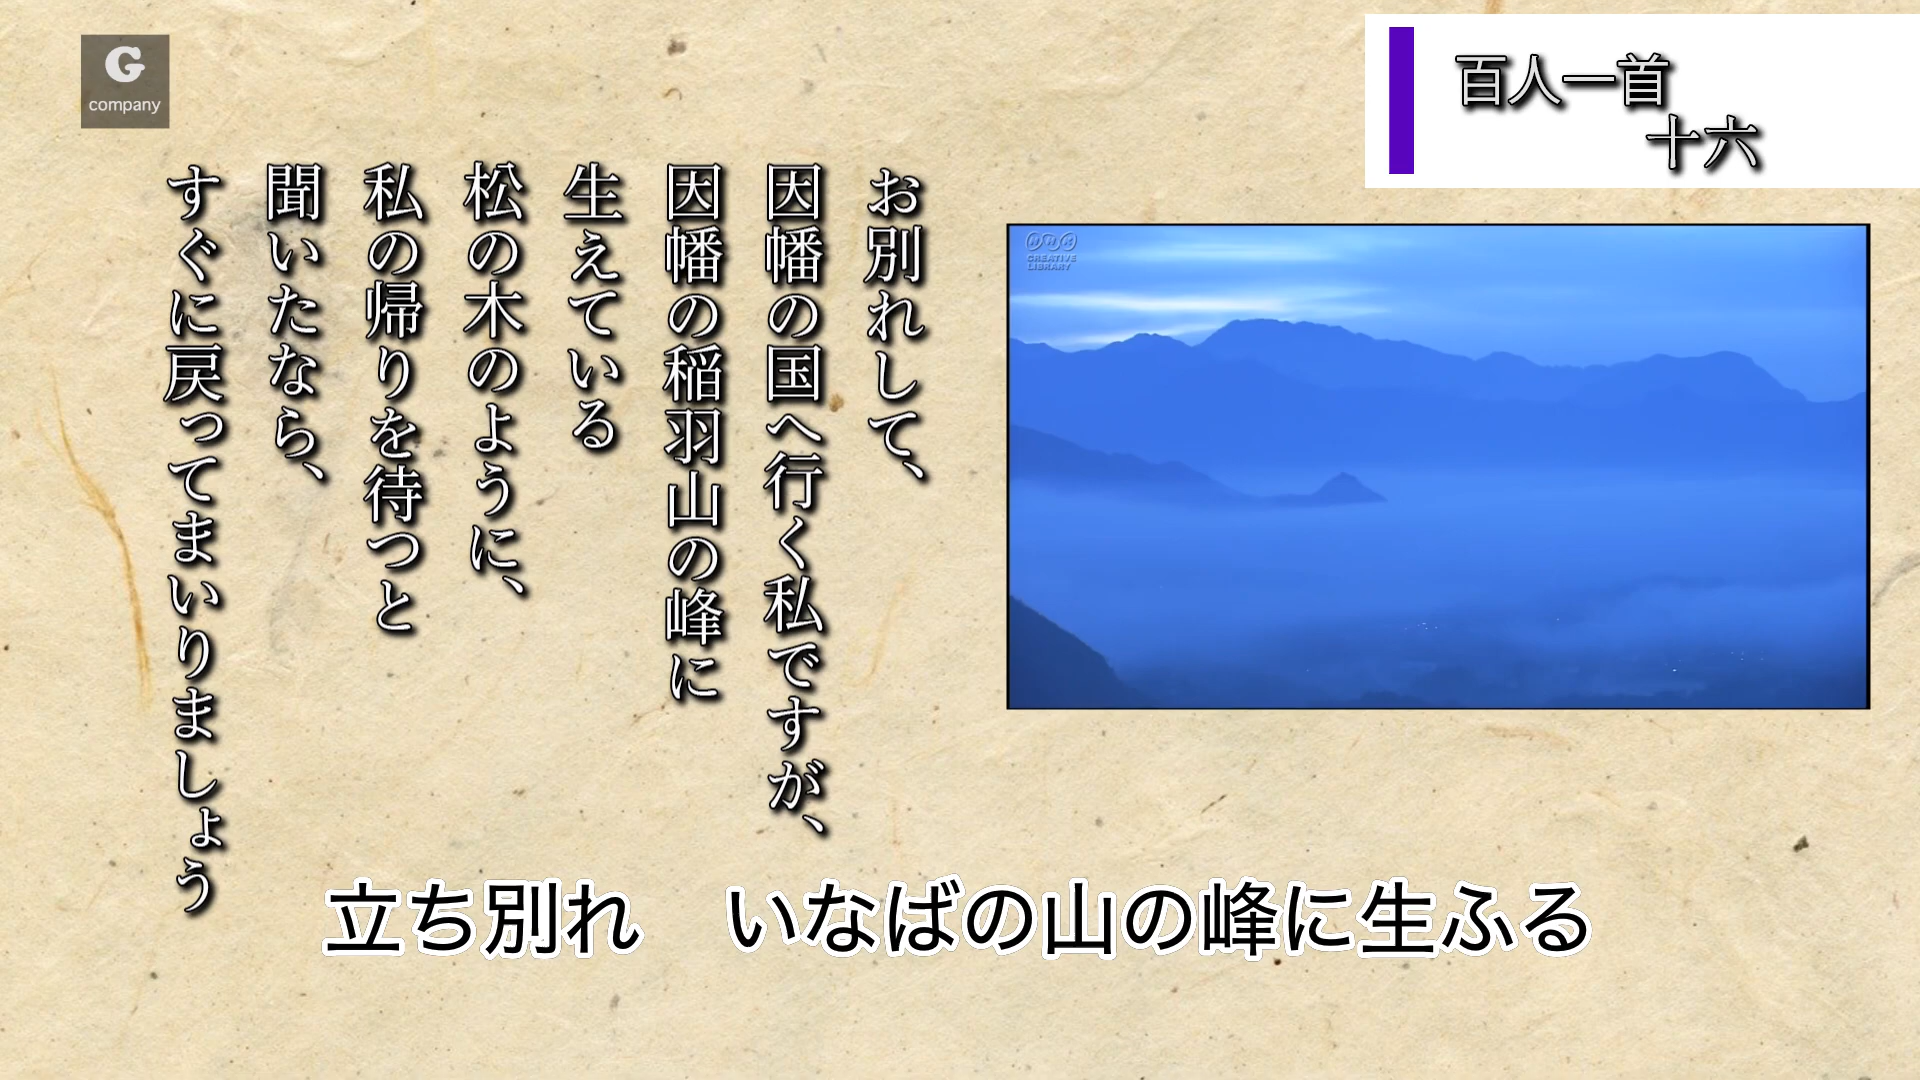 G
company
百人一首
十六
NHK
CREATIVE
LIBRARY
お別れして、
因幡の国へ行く私ですが、
因幡の稲羽山の峰に
生えている
松の木のように、
私の帰りを待つと
聞いたなら、
すぐに戻ってまいりましょう
立ち別れ　いなばの山の峰に生ふる